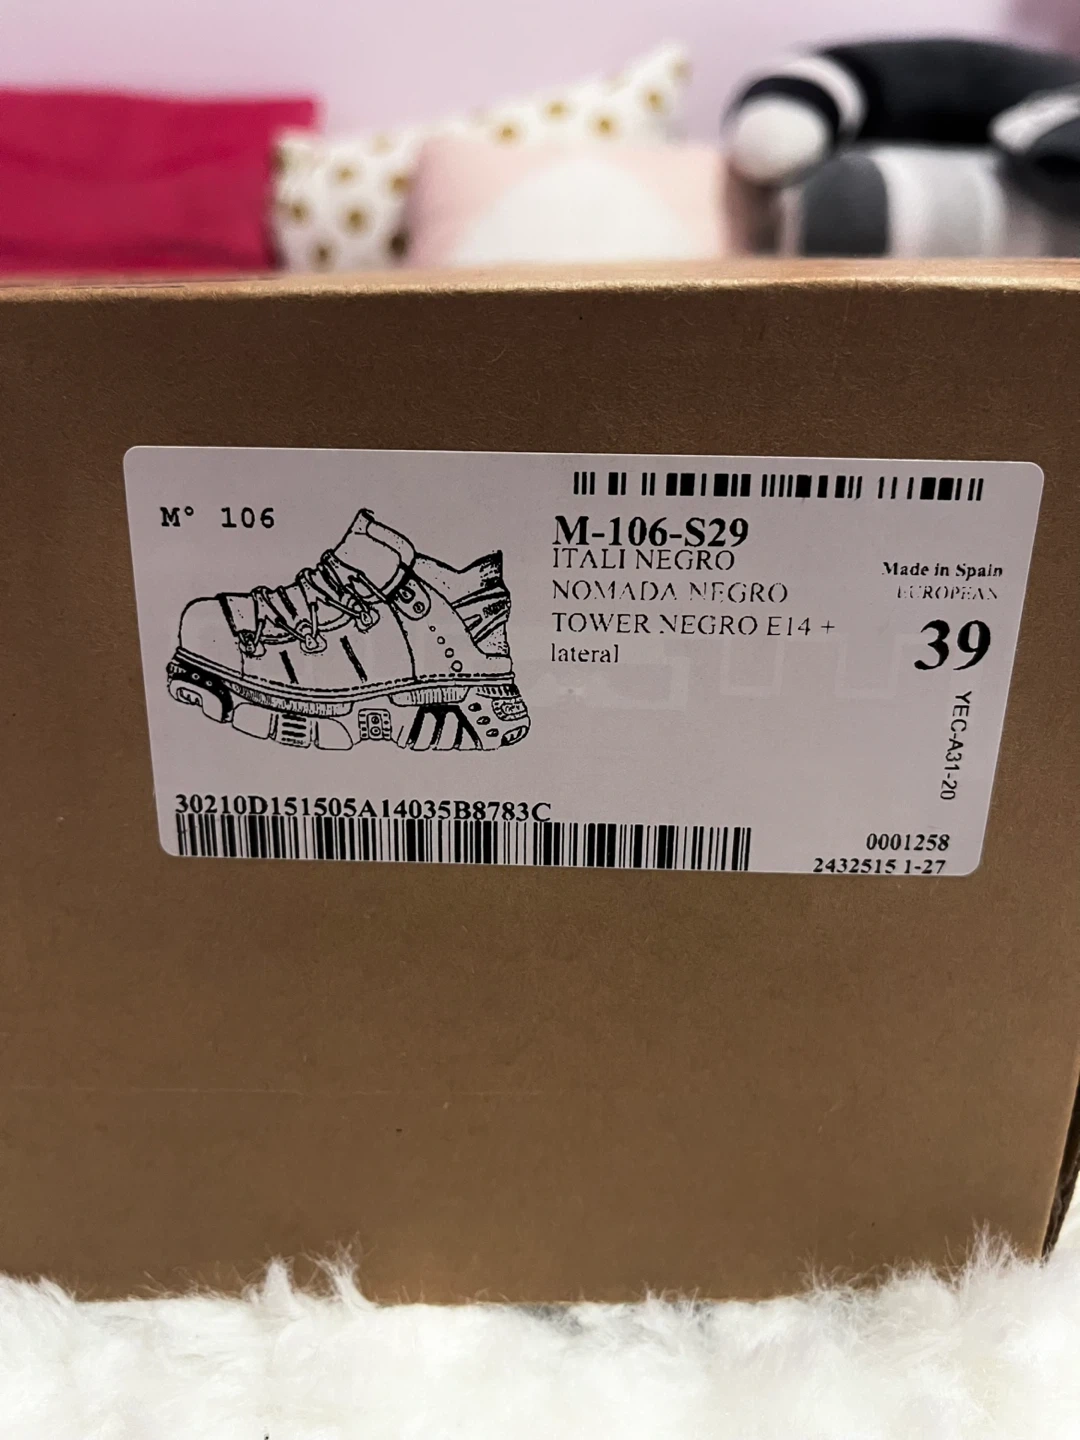 M° 106
M-106-S29
ITALI NEGRO
NOMADA NEGRO
TOWER NEGRO E14 +
lateral
Made in Spain
EUROPEAN
39
YEC-A31-20
30210D151505A14035B8783C
0001258
2432515 1-27